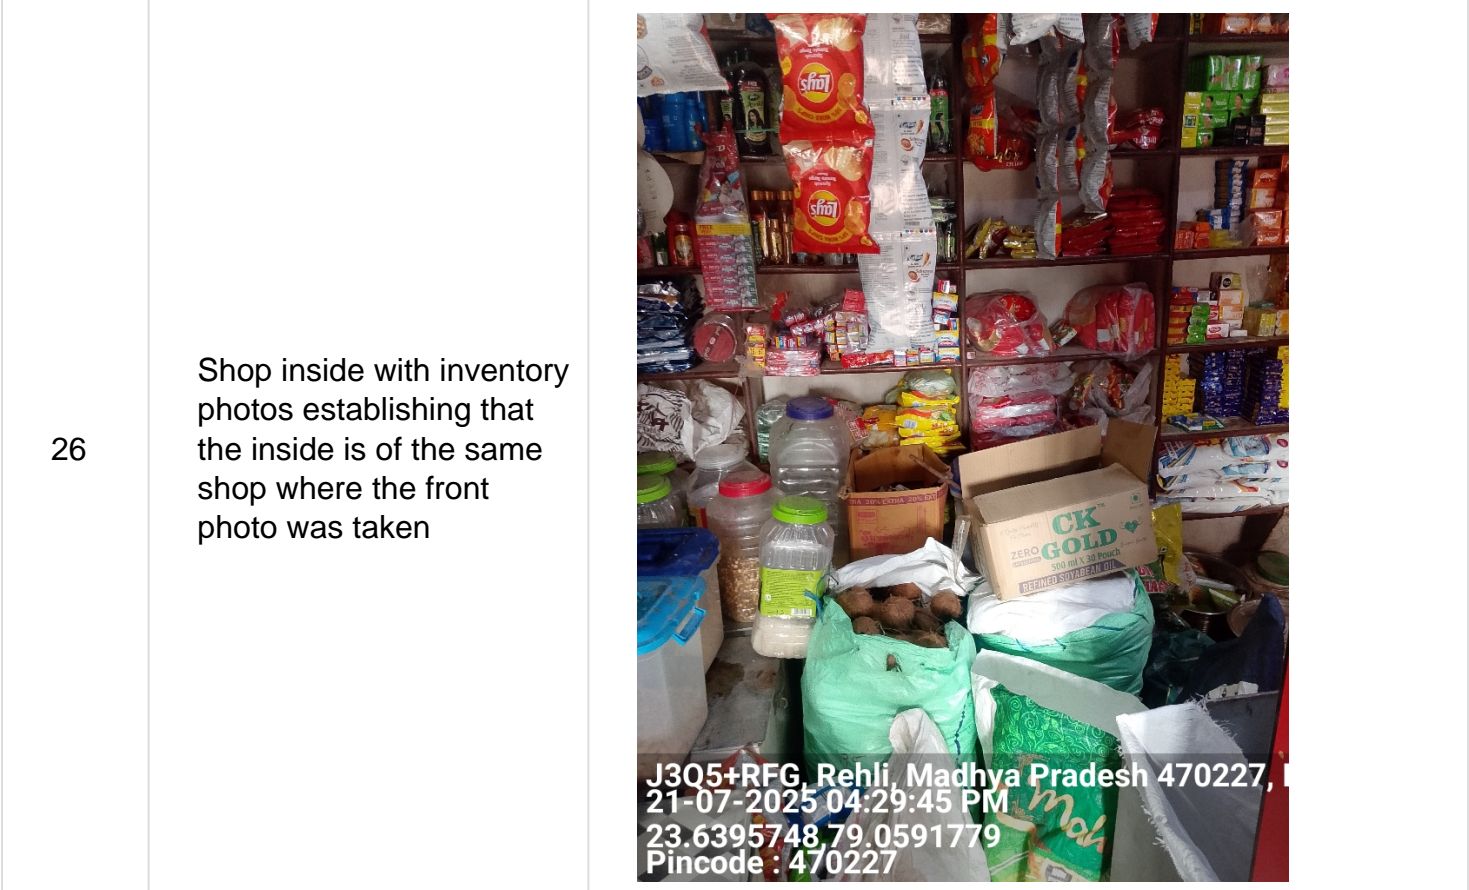 26
Shop inside with inventory
photos establishing that
the inside is of the same
shop where the front
photo was taken
Lay's
Lay's
CK
GOLD
ZERO
500 ml X 30 Pouch
REFINED SOYABEAN OIL
J3Q5+RFG, Rehli, Madhya Pradesh 470227,
21-07-2025 04:29:45 PM
23.6395748,79.0591779
Pincode : 470227